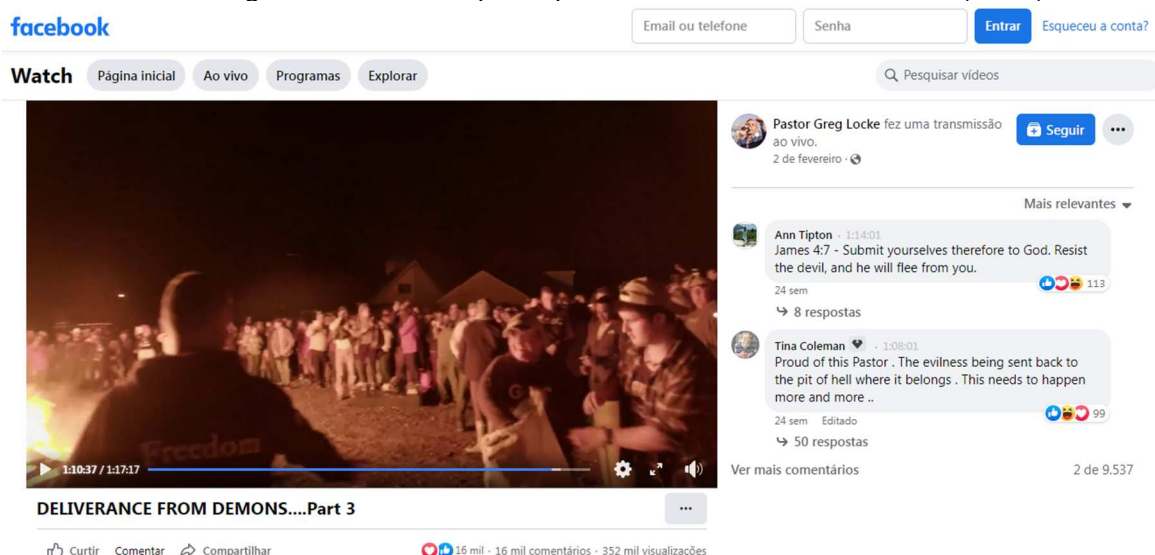 facebook
Email ou telefone
Senha
Entrar
Esqueceu a conta?
Watch
Página inicial
Ao vivo
Programas
Explorar
Pesquisar vídeos
Pastor Greg Locke fez uma transmissão
ao vivo.
2 de fevereiro ·
Seguir
Mais relevantes
Ann Tipton · 1:14:01
James 4:7 - Submit yourselves therefore to God. Resist
the devil, and he will flee from you.
113
24 sem
8 respostas
Tina Coleman · 1:08:01
Proud of this Pastor . The evilness being sent back to
the pit of hell where it belongs . This needs to happen
more and more ..
99
24 sem Editado
50 respostas
Ver mais comentários
2 de 9.537
Freedom
1:10:37 / 1:17:17
DELIVERANCE FROM DEMONS....Part 3
Curtir
Comentar
Compartilhar
16 mil · 16 mil comentários · 352 mil visualizações